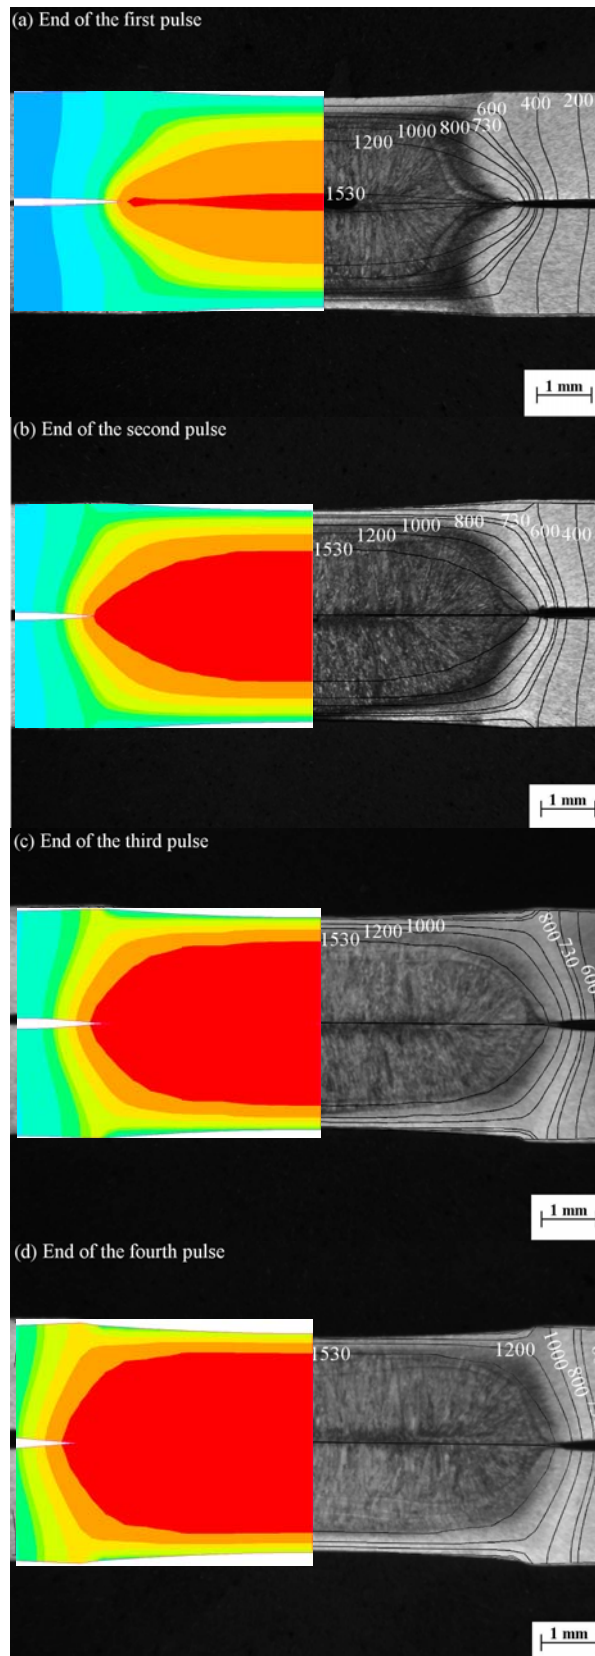 (a) End of the first pulse
600 400 200
1200 1000 800 730
1530
1 mm
(b) End of the second pulse
1530 1200 1000 800 730 600 400
1 mm
(c) End of the third pulse
1530 1200 1000 800 730 600
1 mm
(d) End of the fourth pulse
1530 1200 1000 800
1 mm